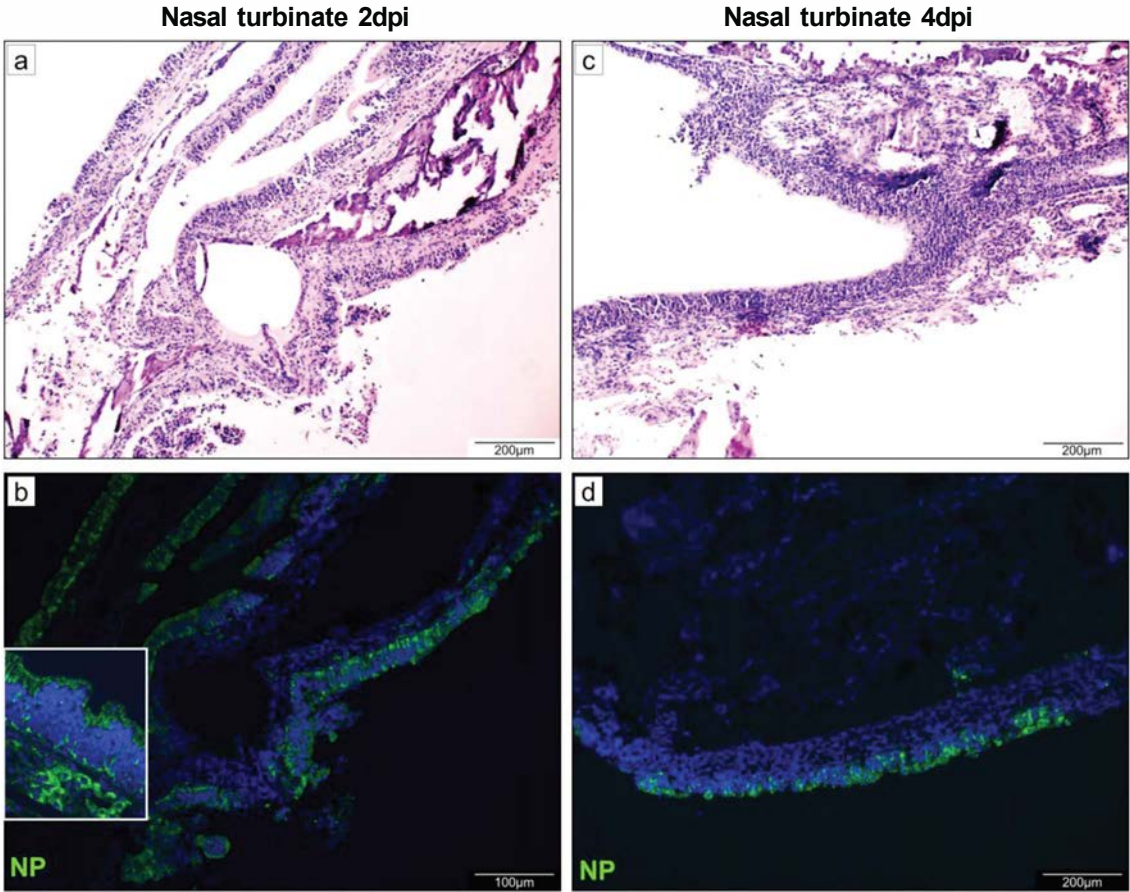 Nasal turbinate 2dpi
Nasal turbinate 4dpi
a
c
200µm
200µm
b
d
NP
100µm
NP
200µm